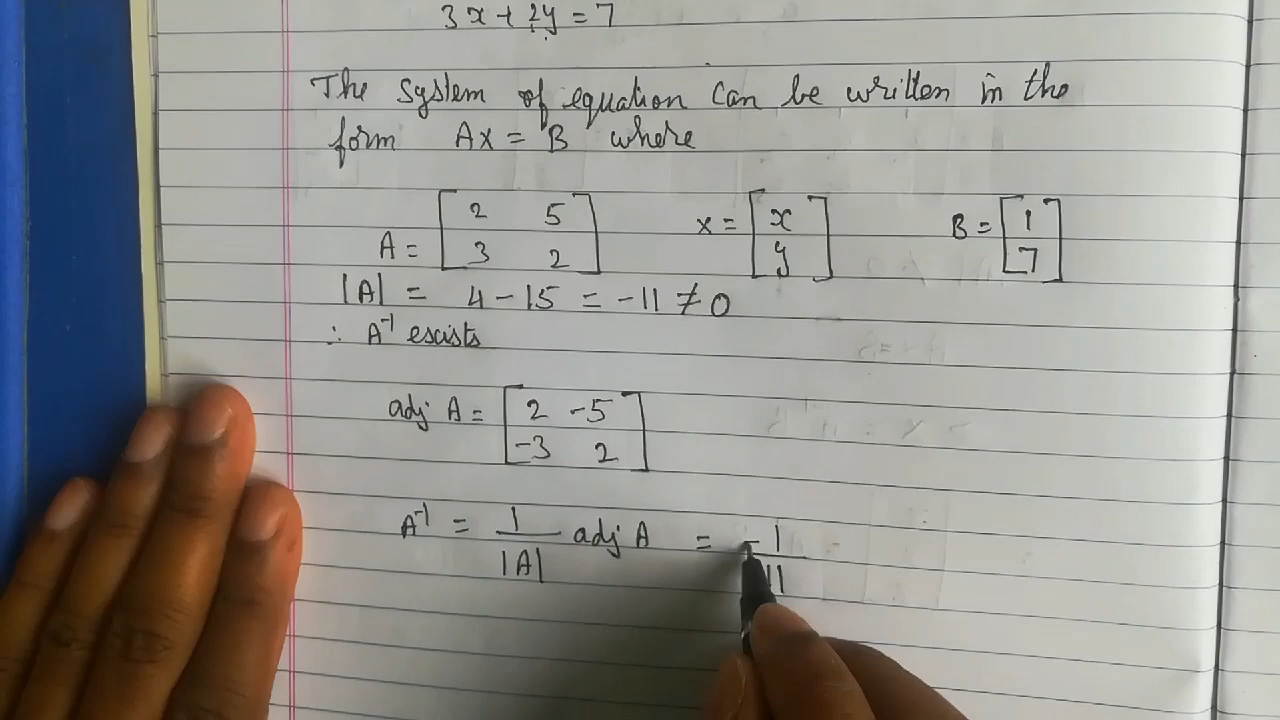 3x + 2y = 7
The system of equation can be written in the
form Ax = B where
A = [2 5; 3 2] x = [x; y] B = [1; 7]
|A| = 4 - 15 = -11 ≠ 0
∴ A⁻¹ escists
adj A = [2 -5; -3 2]
A⁻¹ = 1/|A| adj A = -1/11